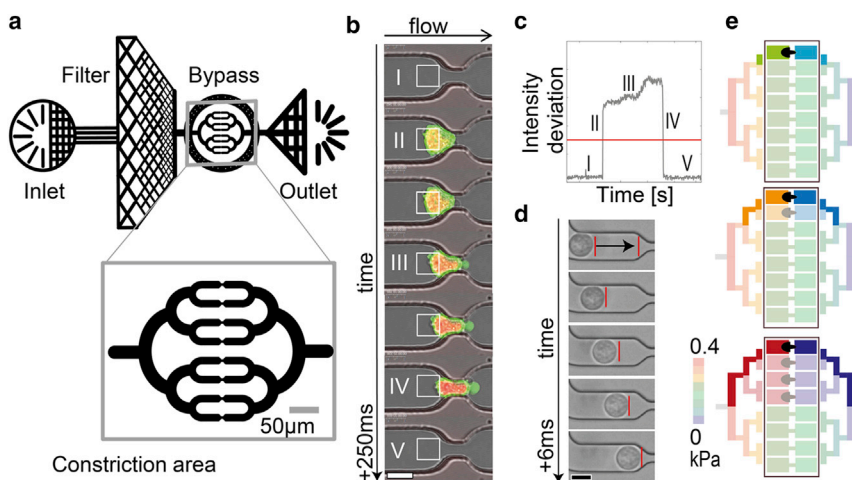 a
Filter
Bypass
Inlet
Outlet
50µm
Constriction area
b
flow
time
+250ms
I
II
III
IV
V
c
Intensity
deviation
I
II
III
IV
V
Time [s]
d
time
+6ms
e
0.4
0
kPa